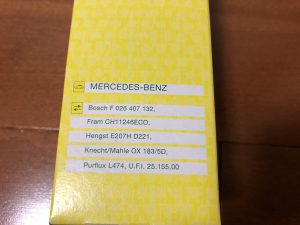 MERCEDES-BENZ
Bosch F 026 407 132,
Fram CH11246ECO,
Hengst E207H D221,
Knecht/Mahle OX 183/5D,
Purflux L474, U.F.I. 25.155.00